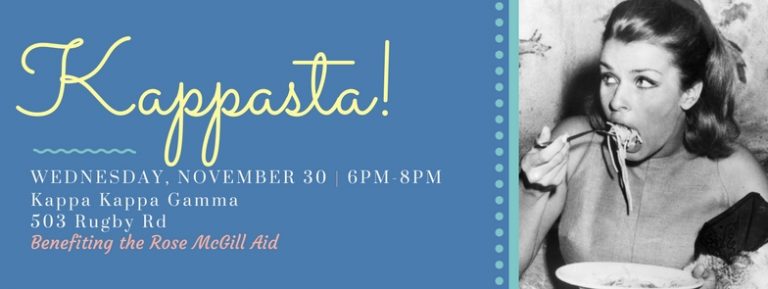 Kappasta!
WEDNESDAY, NOVEMBER 30 | 6PM-8PM
Kappa Kappa Gamma
503 Rugby Rd
Benefiting the Rose McGill Aid